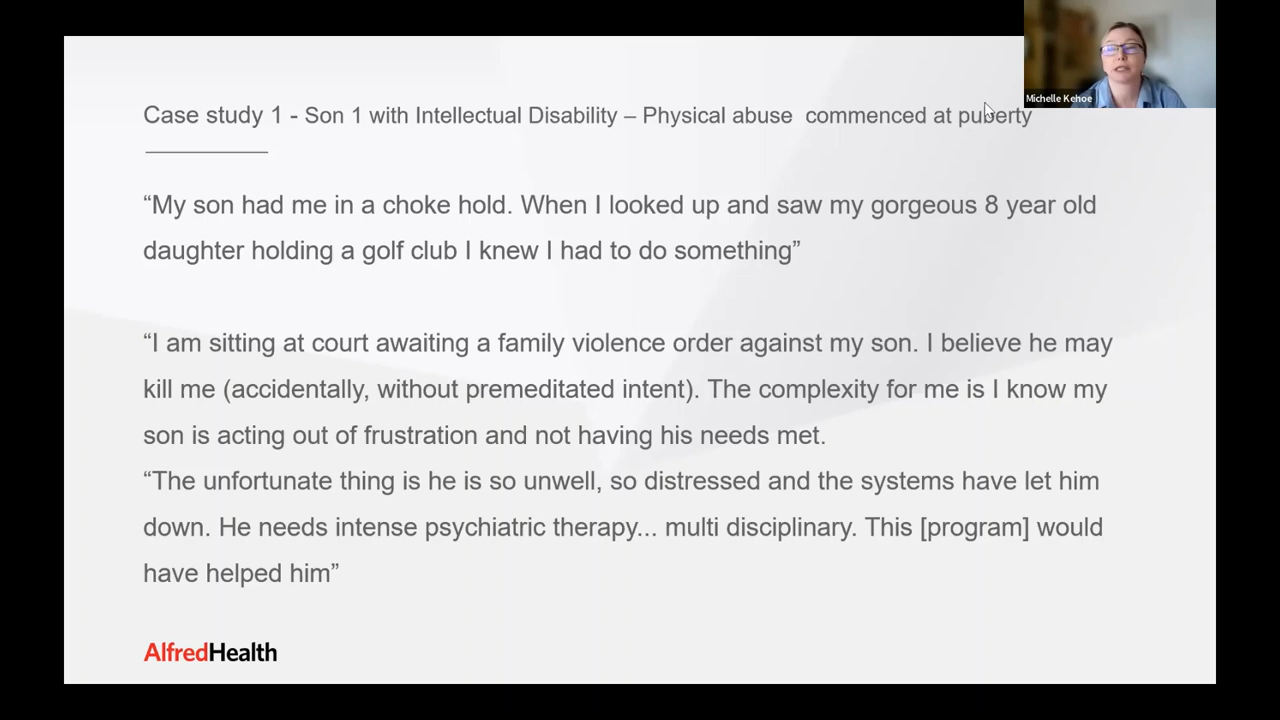 Michelle Kehoe
Case study 1 - Son 1 with Intellectual Disability – Physical abuse  commenced at puberty
“My son had me in a choke hold. When I looked up and saw my gorgeous 8 year old
daughter holding a golf club I knew I had to do something”
“I am sitting at court awaiting a family violence order against my son. I believe he may
kill me (accidentally, without premeditated intent). The complexity for me is I know my
son is acting out of frustration and not having his needs met.
“The unfortunate thing is he is so unwell, so distressed and the systems have let him
down. He needs intense psychiatric therapy... multi disciplinary. This [program] would
have helped him”
AlfredHealth